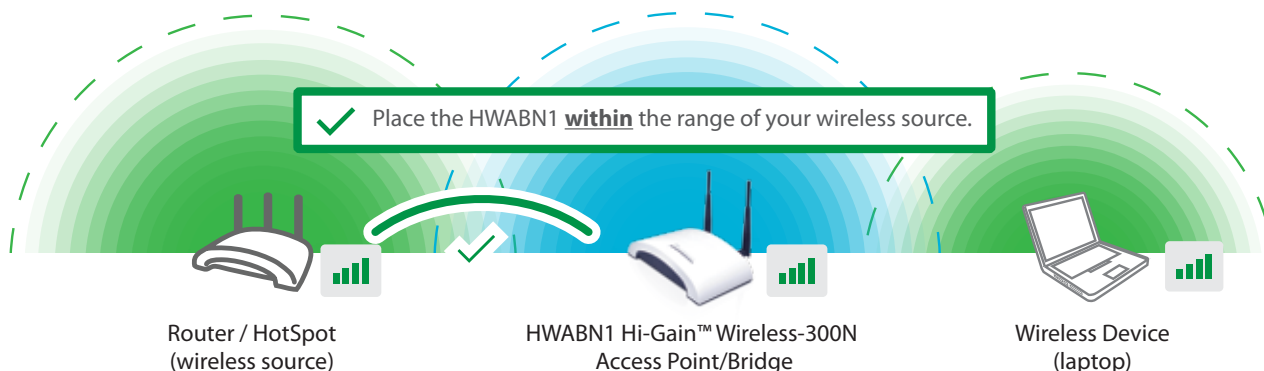 Place the HWABN1 within the range of your wireless source.
Router / HotSpot
(wireless source)
HWABN1 Hi-Gain™ Wireless-300N
Access Point/Bridge
Wireless Device
(laptop)